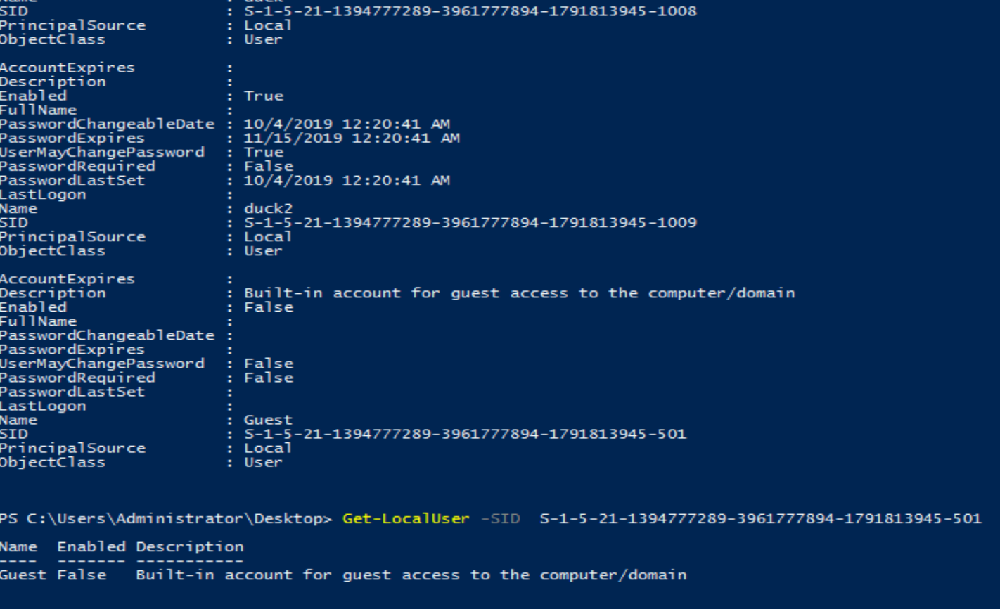 SID : S-1-5-21-1394777289-3961777894-1791813945-1008
PrincipalSource : Local
ObjectClass : User
AccountExpires :
Description :
Enabled : True
FullName :
PasswordChangeableDate : 10/4/2019 12:20:41 AM
PasswordExpires : 11/15/2019 12:20:41 AM
UserMayChangePassword : True
PasswordRequired : False
PasswordLastSet : 10/4/2019 12:20:41 AM
LastLogon :
Name : duck2
SID : S-1-5-21-1394777289-3961777894-1791813945-1009
PrincipalSource : Local
ObjectClass : User
AccountExpires :
Description : Built-in account for guest access to the computer/domain
Enabled : False
FullName :
PasswordChangeableDate :
PasswordExpires :
UserMayChangePassword : False
PasswordRequired : False
PasswordLastSet :
LastLogon :
Name : Guest
SID : S-1-5-21-1394777289-3961777894-1791813945-501
PrincipalSource : Local
ObjectClass : User
PS C:\Users\Administrator\Desktop> Get-LocalUser -SID S-1-5-21-1394777289-3961777894-1791813945-501
Name Enabled Description
---- ------- -----------
Guest False Built-in account for guest access to the computer/domain